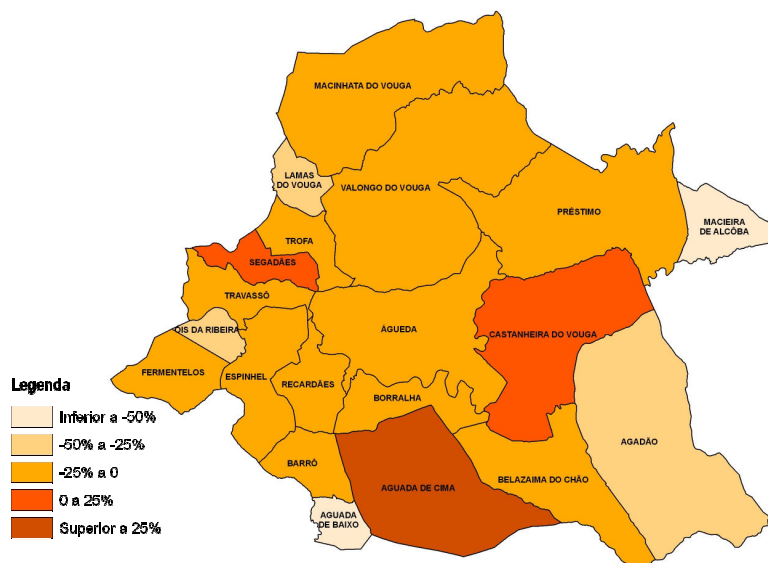 MACINHATA DO VOUGA
LAMAS
DO VOUGA
VALONGO DO VOUGA
PRÉSTIMO
MACIEIRA
DE ALCÔBA
TROFA
SEGADÃES
TRAVASSÔ
ÓIS DA RIBEIRA
ÁGUEDA
CASTANHEIRA DO VOUGA
FERMENTELOS
ESPINHEL
RECARDÃES
BORRALHA
AGADÃO
BARRÔ
AGUADA DE CIMA
BELAZAIMA DO CHÃO
AGUADA
DE BAIXO
Legenda
Inferior a -50%
-50% a -25%
-25% a 0
0 a 25%
Superior a 25%